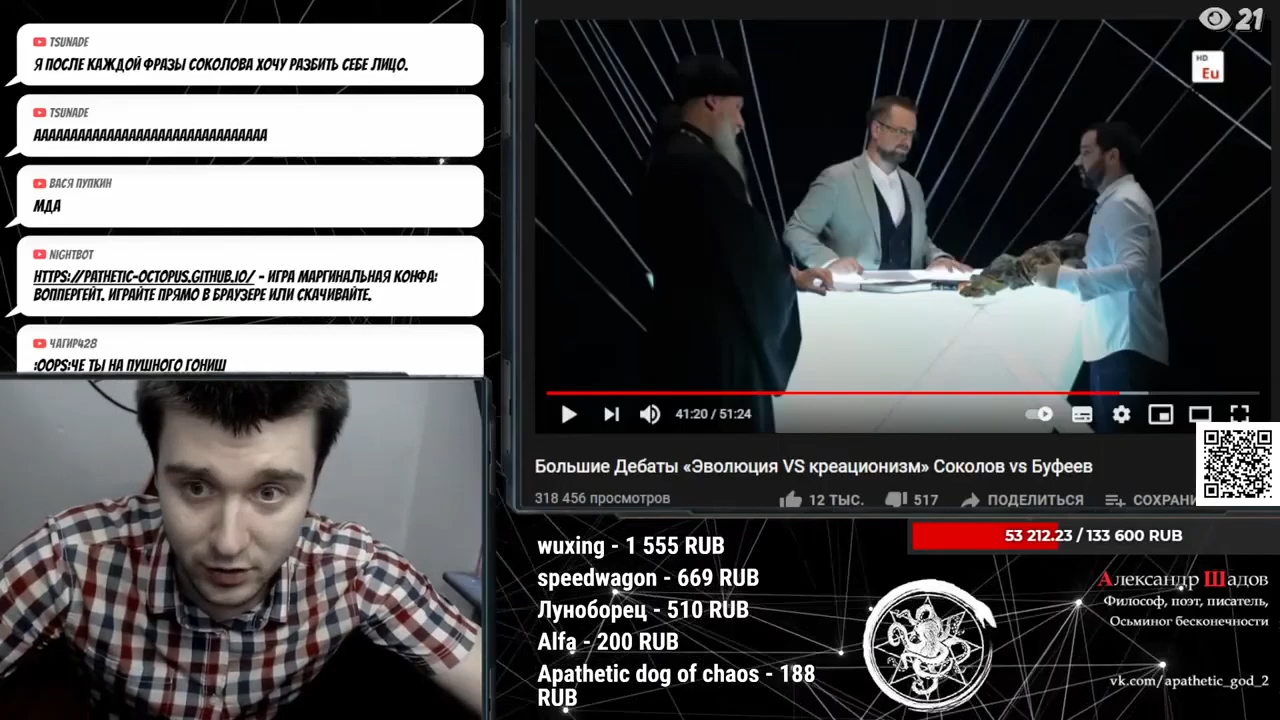 TSUNADE
Я ПОСЛЕ КАЖДОЙ ФРАЗЫ СОКОЛОВА ХОЧУ РАЗБИТЬ СЕБЕ ЛИЦО.
TSUNADE
АААААААААААААААААААААААААААААААА
ВАСЯ ПУПКИН
МДА
NIGHTBOT
HTTPS://PATHETIC-OCTOPUS.GITHUB.IO/ - ИГРА МАРГИНАЛЬНАЯ КОНФА:
ВОППЕРГЕЙТ. ИГРАЙТЕ ПРЯМО В БРАУЗЕРЕ ИЛИ СКАЧИВАЙТЕ.
ЧАГИР428
:OOPS:ЧЕ ТЫ НА ПУШНОГО ГОНИШ
21
HD
Eu
41:20 / 51:24
Большие Дебаты «Эволюция VS креационизм» Соколов vs Буфеев
318 456 просмотров
12 ТЫС.
517
ПОДЕЛИТЬСЯ
СОХРАНИ
53 212.23 / 133 600 RUB
wuxing - 1 555 RUB
speedwagon - 669 RUB
Луноборец - 510 RUB
Alfa - 200 RUB
Apathetic dog of chaos - 188
RUB
Александр Шадов
Философ, поэт, писатель,
Осьминог бесконечности
vk.com/apathetic_god_2